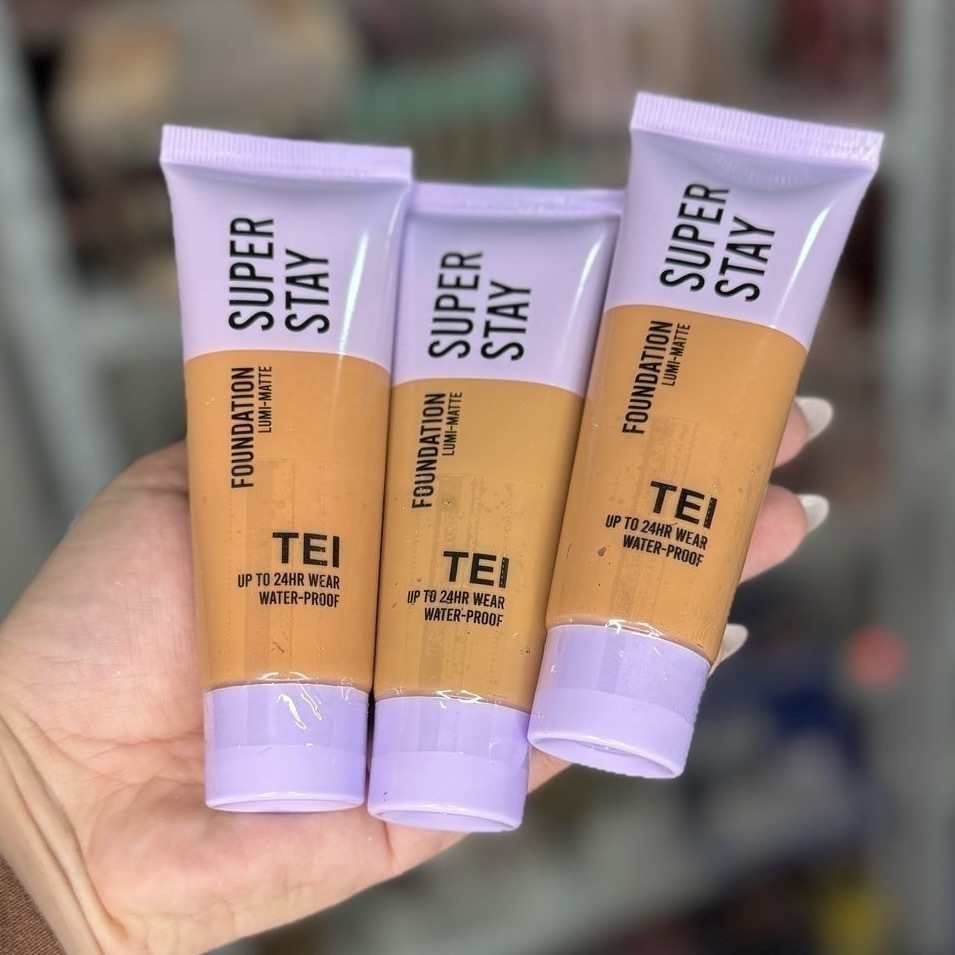 SUPER
STAY
FOUNDATION
LUMI-MATTE
TEI
UP TO 24HR WEAR
WATER-PROOF
SUPER
STAY
FOUNDATION
LUMI-MATTE
TEI
UP TO 24HR WEAR
WATER-PROOF
SUPER
STAY
FOUNDATION
LUMI-MATTE
TEI
UP TO 24HR WEAR
WATER-PROOF